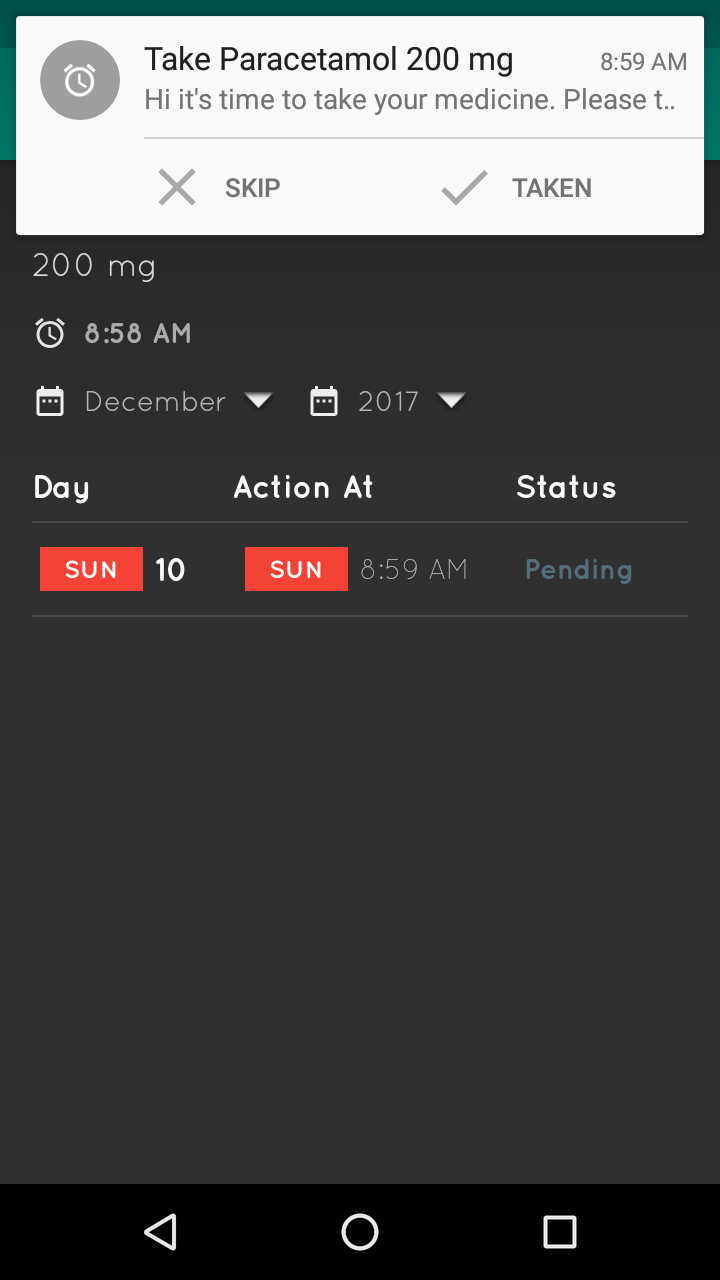 Take Paracetamol 200 mg 8:59 AM
Hi it's time to take your medicine. Please t..
SKIP TAKEN
200 mg
8:58 AM
December 2017
Day Action At Status
SUN 10 SUN 8:59 AM Pending